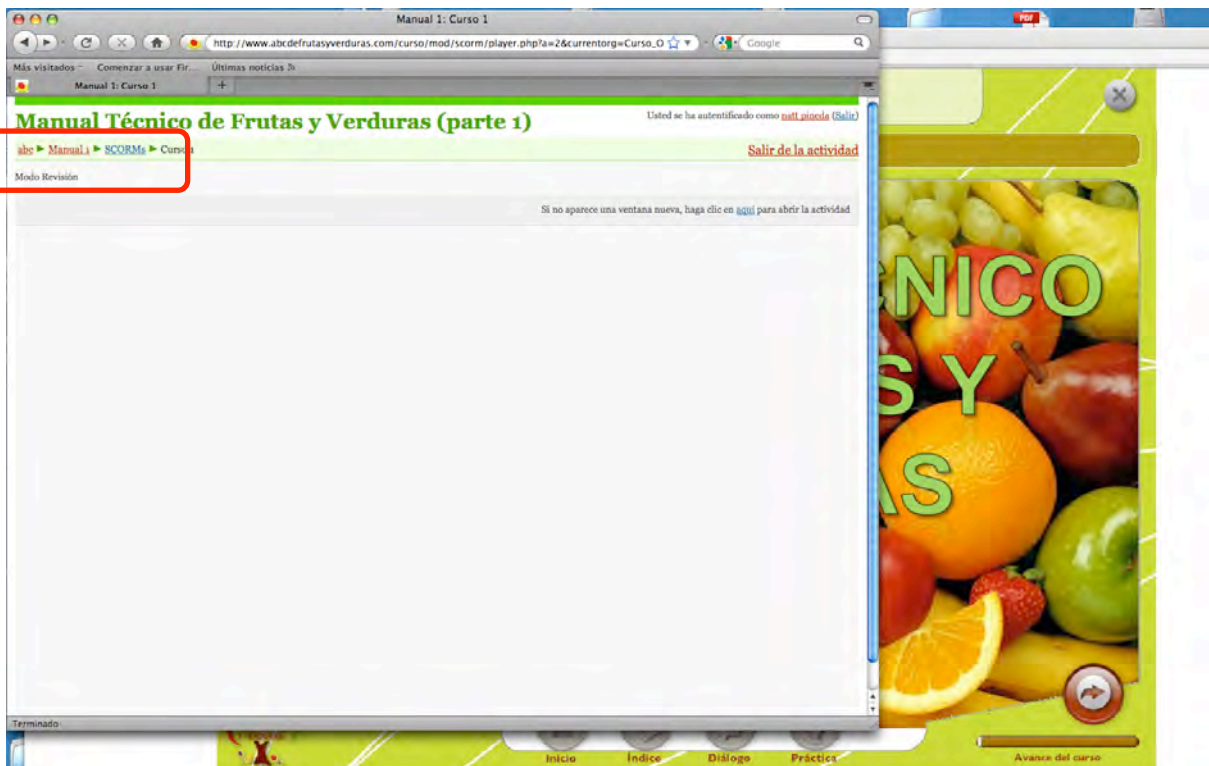 Manual 1: Curso 1
http://www.abcdefrutasyverduras.com/curso/mod/scorm/player.php?a=2&currentorg=Curso_O
Google
Más visitados
Comenzar a usar Fir...
Últimas noticias
Manual 1: Curso 1
Manual Técnico de Frutas y Verduras (parte 1)
Usted se ha autentificado como natt pineda (Salir)
abc ► Manual 1 ► SCORMs ► Curso 1
Salir de la actividad
Modo Revisión
Si no aparece una ventana nueva, haga clic en aquí para abrir la actividad
Terminado
PDF
NICO
S Y
AS
Inicio
Índice
Diálogo
Práctica
Avance del curso